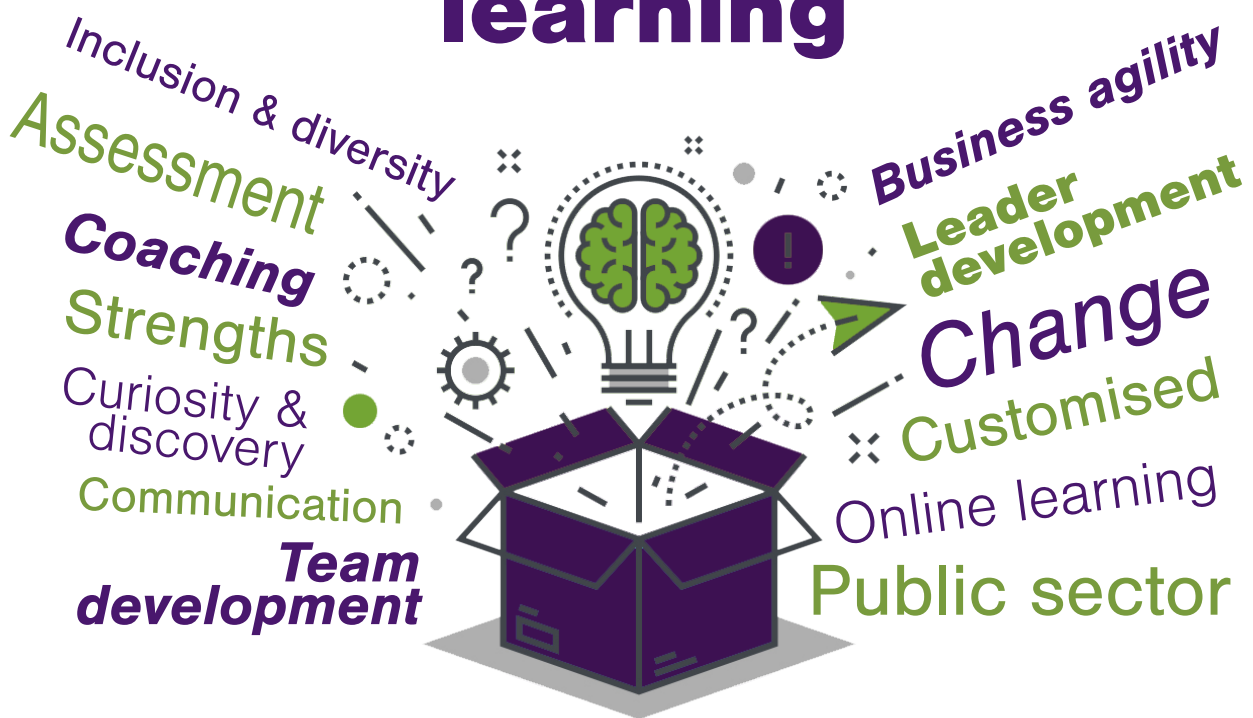 learning
Inclusion & diversity
Assessment
Coaching
Strengths
Curiosity &
discovery
Communication
Team
development
Business agility
Leader
development
Change
Customised
Online learning
Public sector